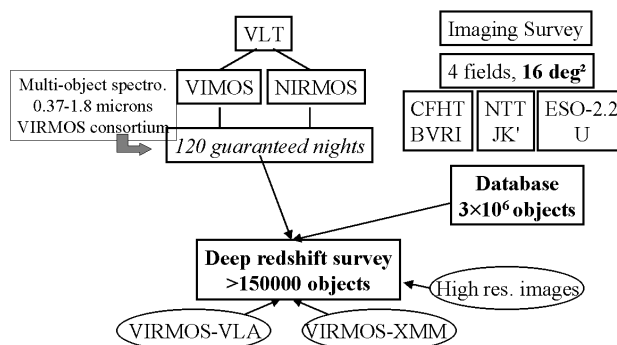 VLT
VIMOS
NIRMOS
Multi-object spectro.
0.37-1.8 microns
VIRMOS consortium
120 guaranteed nights
Imaging Survey
4 fields, 16 deg²
CFHT
BVRI
NTT
JK'
ESO-2.2
U
Database
3×10⁶ objects
Deep redshift survey
>150000 objects
High res. images
VIRMOS-VLA
VIRMOS-XMM